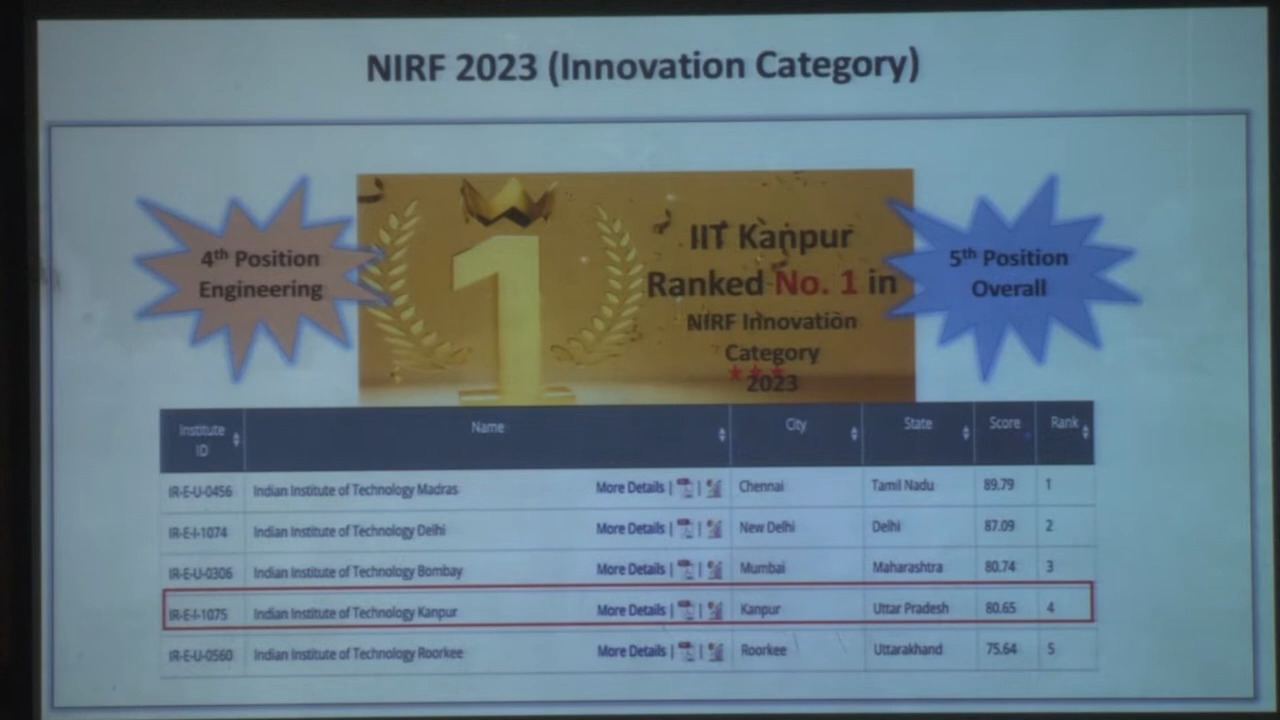 NIRF 2023 (Innovation Category)
4th Position
Engineering
IIT Kanpur
Ranked No. 1 in
NIRF Innovation
Category
2023
5th Position
Overall
1
Institute ID Name City State Score Rank
IR-E-U-0456 Indian Institute of Technology Madras More Details | | Chennai Tamil Nadu 89.79 1
IR-E-I-1074 Indian Institute of Technology Delhi More Details | | New Delhi Delhi 87.09 2
IR-E-U-0306 Indian Institute of Technology Bombay More Details | | Mumbai Maharashtra 80.74 3
IR-E-I-1075 Indian Institute of Technology Kanpur More Details | | Kanpur Uttar Pradesh 80.65 4
IR-E-U-0560 Indian Institute of Technology Roorkee More Details | | Roorkee Uttarakhand 75.64 5